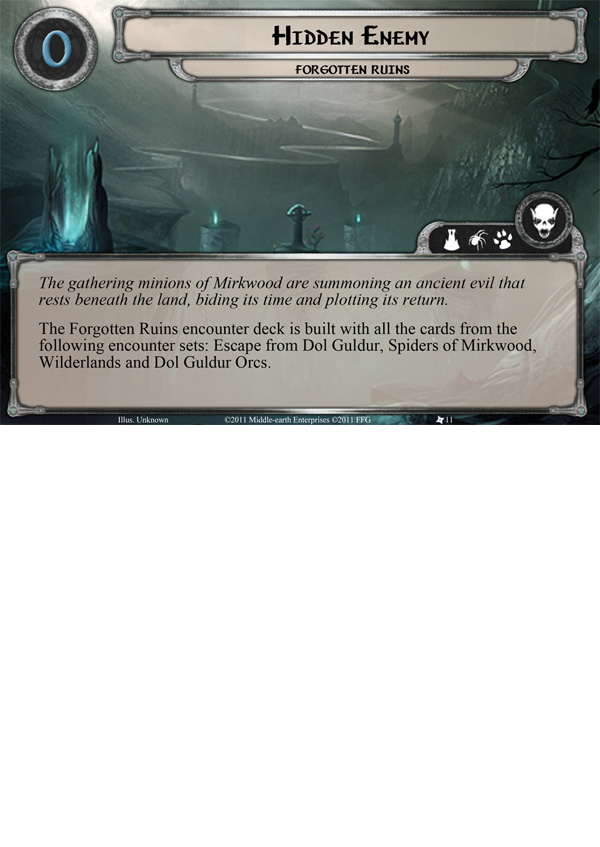 0
Hidden Enemy
Forgotten Ruins
The gathering minions of Mirkwood are summoning an ancient evil that
rests beneath the land, biding its time and plotting its return.
The Forgotten Ruins encounter deck is built with all the cards from the
following encounter sets: Escape from Dol Guldur, Spiders of Mirkwood,
Wilderlands and Dol Guldur Orcs.
Illus. Unknown ©2011 Middle-earth Enterprises ©2011 FFG 11